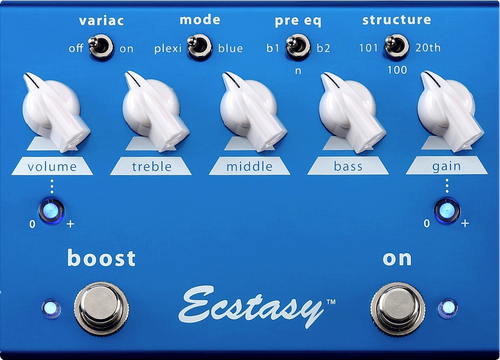 variac mode pre eq structure
off on plexi blue b1 b2 101 20th
n 100
volume treble middle bass gain
0 + 0 +
boost on
Ecstasy™